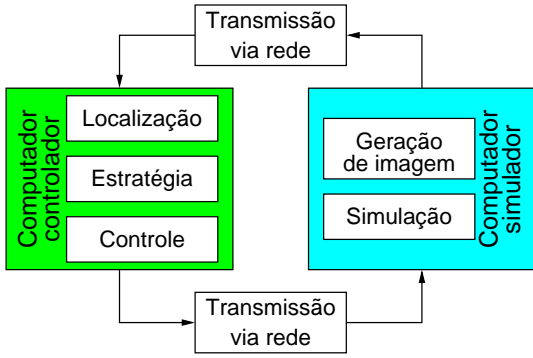 Transmissão
via rede
Computador
controlador
Localização
Estratégia
Controle
Geração
de imagem
Simulação
Computador
simulador
Transmissão
via rede